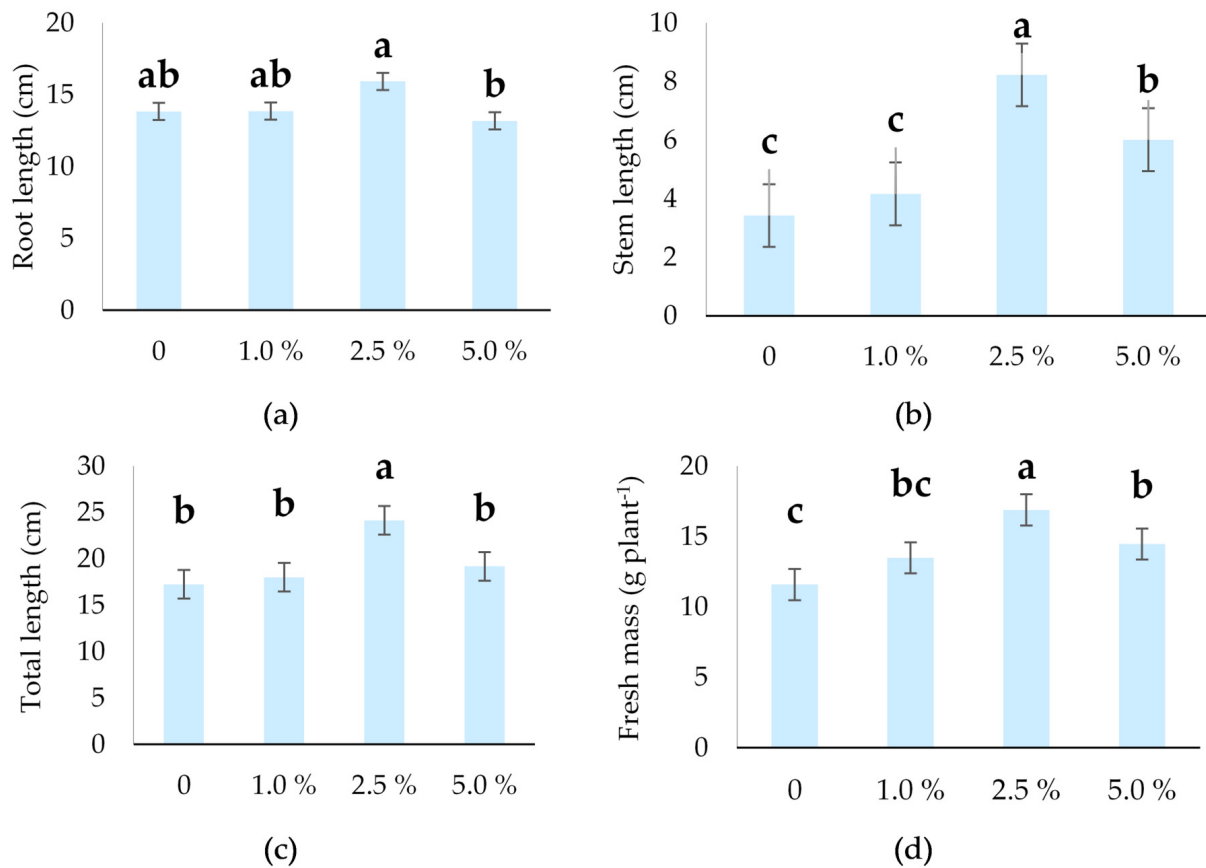 Root length (cm)
20
15
10
5
0
ab
ab
a
b
0
1.0 %
2.5 %
5.0 %
(a)
Stem length (cm)
10
8
6
4
2
0
c
c
a
b
0
1.0 %
2.5 %
5.0 %
(b)
Total length (cm)
30
25
20
15
10
5
0
b
b
a
b
0
1.0 %
2.5 %
5.0 %
(c)
Fresh mass (g plant⁻¹)
20
15
10
5
0
c
bc
a
b
0
1.0 %
2.5 %
5.0 %
(d)